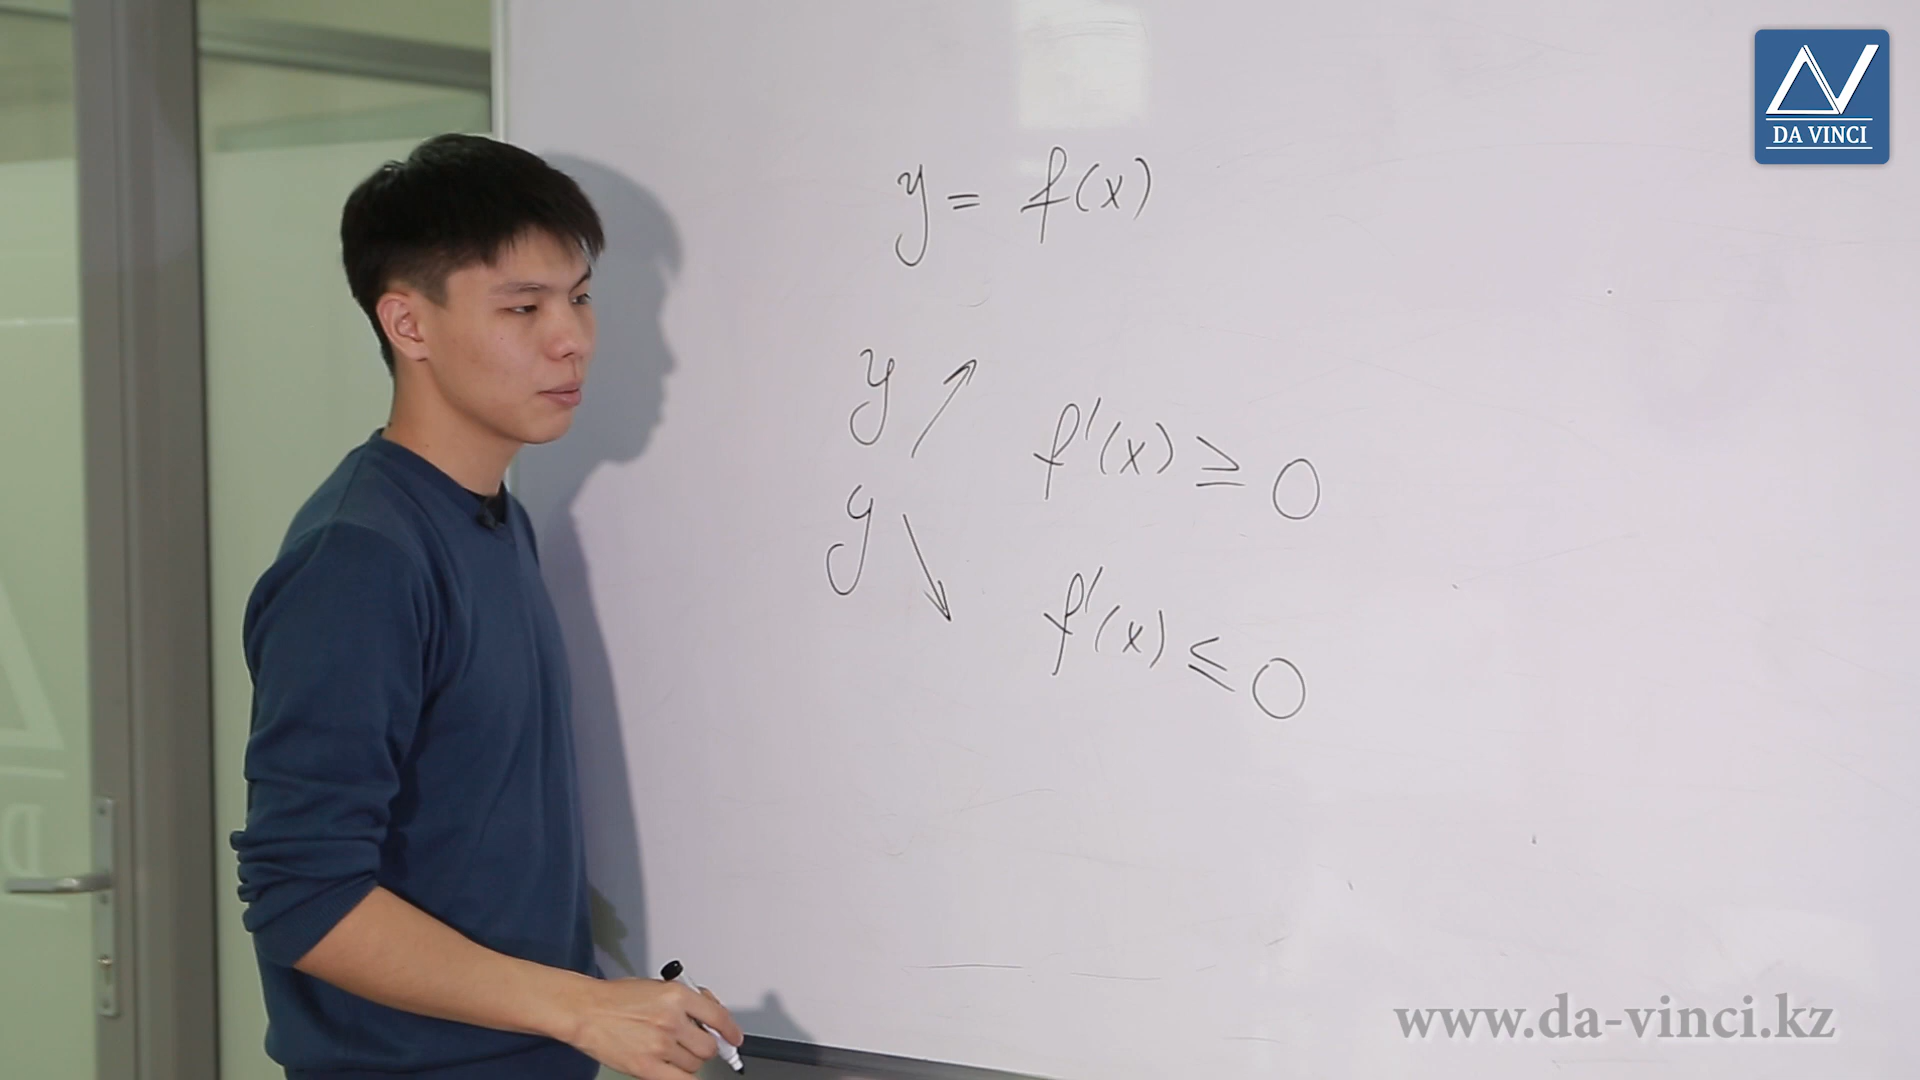 DA VINCI
y = f(x)
y ↗ f'(x) ≥ 0
y ↘ f'(x) ≤ 0
www.da-vinci.kz